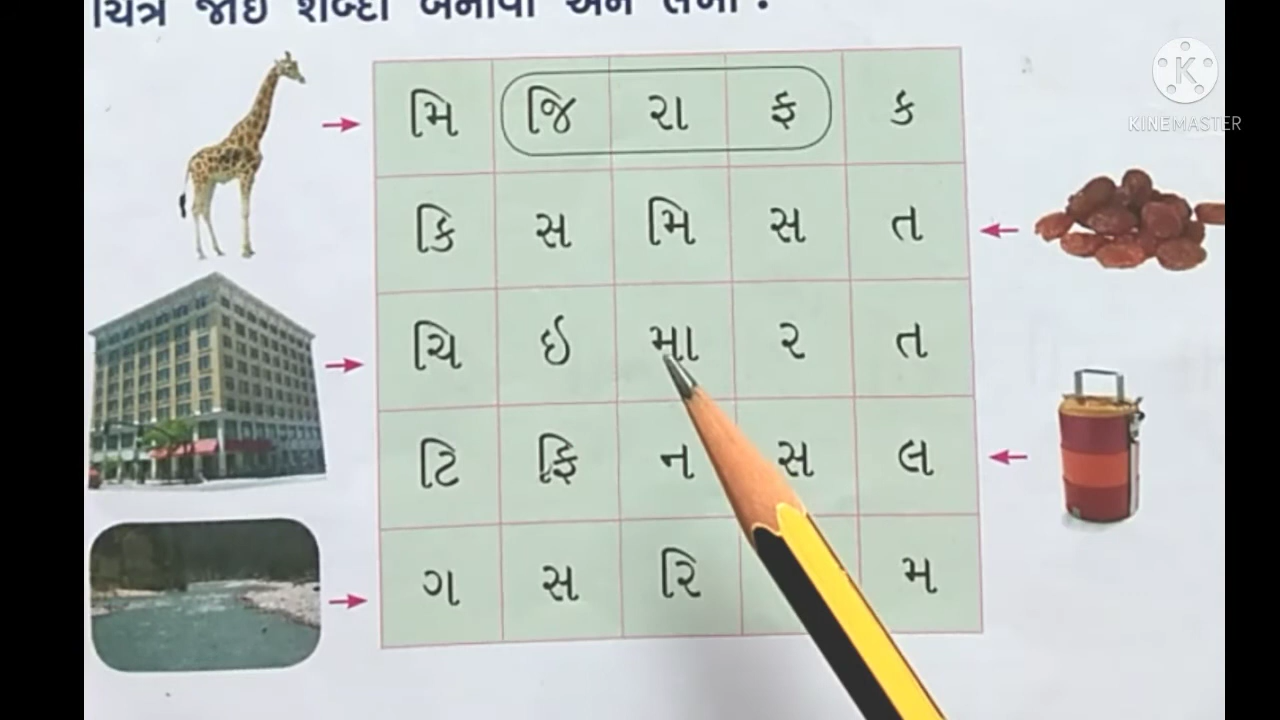 ચિત્ર જોઈ શબ્દો બનાવો અને લખો :
K
KINEMASTER
મિ જિ રા ફ ક
કિ સ મિ સ ત
ચિ ઇ મા ર ત
ટિ ફિ ન સ લ
ગ સ રિ મ